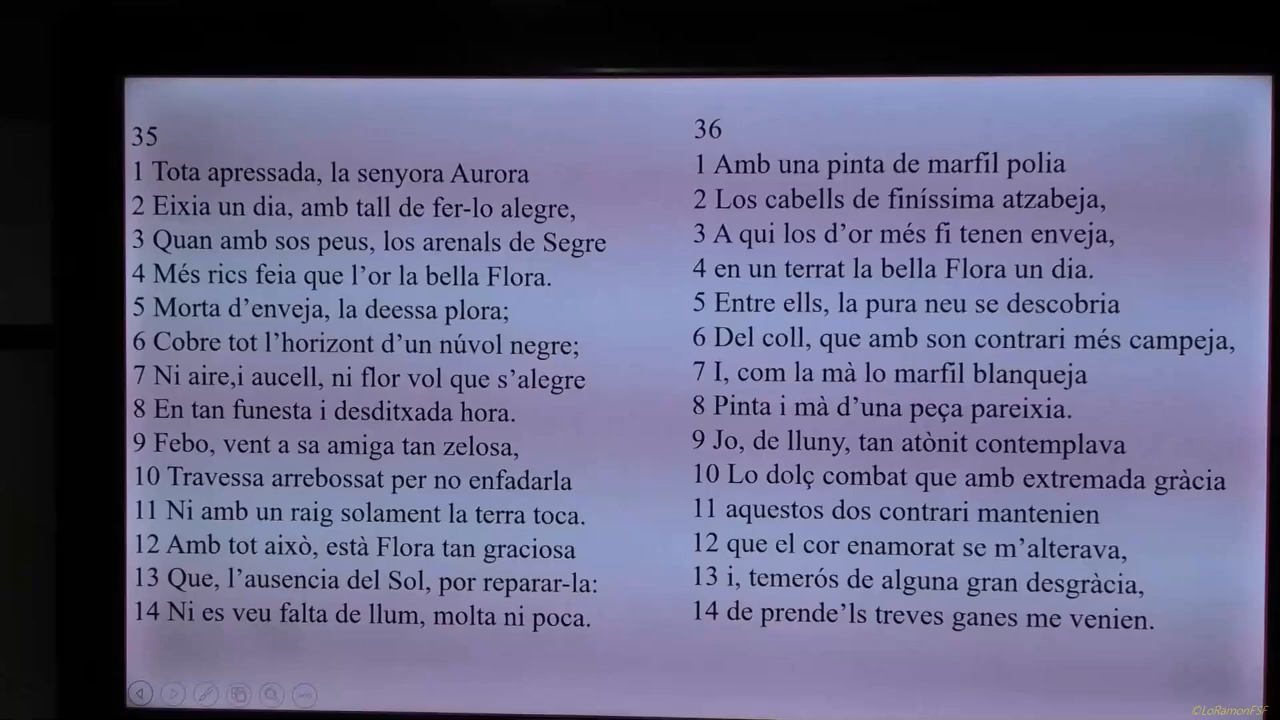 35
1 Tota apressada, la senyora Aurora
2 Eixia un dia, amb tall de fer-lo alegre,
3 Quan amb sos peus, los arenals de Segre
4 Més rics feia que l’or la bella Flora.
5 Morta d’enveja, la deessa plora;
6 Cobre tot l’horizont d’un núvol negre;
7 Ni aire,i aucell, ni flor vol que s’alegre
8 En tan funesta i desditxada hora.
9 Febo, vent a sa amiga tan zelosa,
10 Travessa arrebossat per no enfadarla
11 Ni amb un raig solament la terra toca.
12 Amb tot això, està Flora tan graciosa
13 Que, l’ausencia del Sol, por reparar-la:
14 Ni es veu falta de llum, molta ni poca.
36
1 Amb una pinta de marfil polia
2 Los cabells de finíssima atzabeja,
3 A qui los d’or més fi tenen enveja,
4 en un terrat la bella Flora un dia.
5 Entre ells, la pura neu se descobria
6 Del coll, que amb son contrari més campeja,
7 I, com la mà lo marfil blanqueja
8 Pinta i mà d’una peça pareixia.
9 Jo, de lluny, tan atònit contemplava
10 Lo dolç combat que amb extremada gràcia
11 aquestos dos contrari mantenien
12 que el cor enamorat se m’alterava,
13 i, temerós de alguna gran desgràcia,
14 de prende’ls treves ganes me venien.
©LoRamonFSF